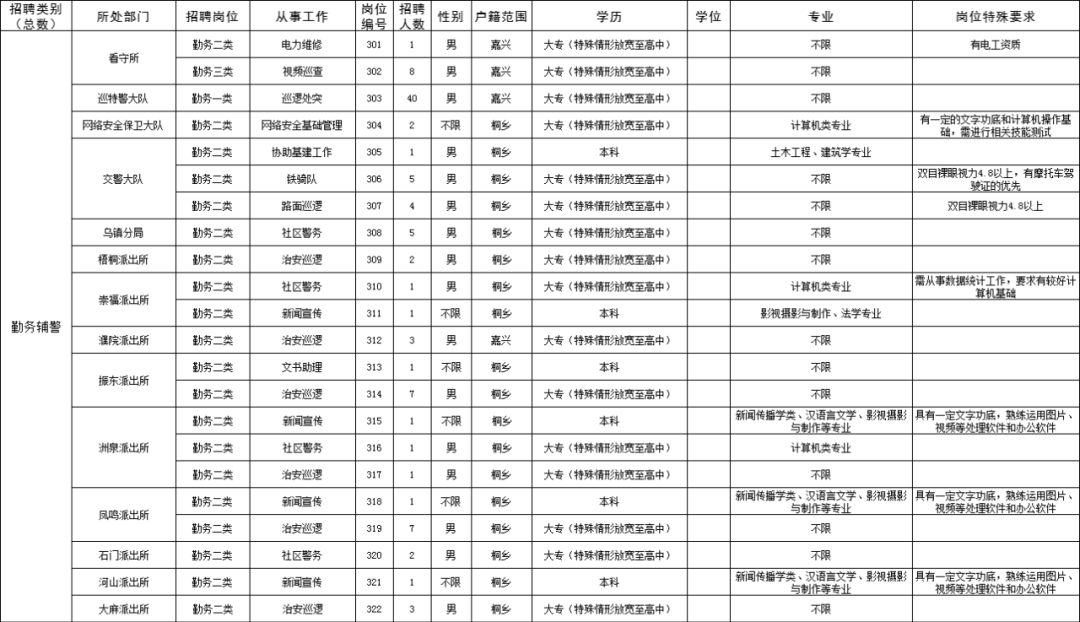 招聘类别（总数） 所处部门 招聘岗位 从事工作 岗位编号 招聘人数 性别 户籍范围 学历 学位 专业 岗位特殊要求
勤务辅警
看守所 勤务二类 电力维修 301 1 男 嘉兴 大专（特殊情形放宽至高中） 不限 有电工资质
勤务三类 视频巡查 302 8 男 嘉兴 大专（特殊情形放宽至高中） 不限
巡特警大队 勤务一类 巡逻处突 303 40 男 嘉兴 大专（特殊情形放宽至高中） 不限
网络安全保卫大队 勤务二类 网络安全基础管理 304 2 不限 桐乡 大专（特殊情形放宽至高中） 计算机类专业 有一定的文字功底和计算机操作基础，需进行相关技能测试
交警大队 勤务二类 协助基建工作 305 1 男 桐乡 本科 土木工程、建筑学专业
勤务二类 铁骑队 306 5 男 桐乡 大专（特殊情形放宽至高中） 不限 双目裸眼视力4.8以上，有摩托车驾驶证的优先
勤务二类 路面巡逻 307 4 男 桐乡 大专（特殊情形放宽至高中） 不限 双目裸眼视力4.8以上
乌镇分局 勤务二类 社区警务 308 5 男 桐乡 大专（特殊情形放宽至高中） 不限
梧桐派出所 勤务二类 治安巡逻 309 2 男 桐乡 大专（特殊情形放宽至高中） 不限
崇福派出所 勤务二类 社区警务 310 1 男 桐乡 大专（特殊情形放宽至高中） 计算机类专业 需从事数据统计工作，要求有较好计算机基础
勤务二类 新闻宣传 311 1 不限 桐乡 本科 影视摄影与制作、法学专业
濮院派出所 勤务二类 治安巡逻 312 3 男 嘉兴 大专（特殊情形放宽至高中） 不限
振东派出所 勤务二类 文书助理 313 1 不限 桐乡 本科 不限
勤务二类 治安巡逻 314 7 男 桐乡 大专（特殊情形放宽至高中） 不限
洲泉派出所 勤务二类 新闻宣传 315 1 不限 桐乡 本科 新闻传播学类、汉语言文学、影视摄影与制作等专业 具有一定文字功底，熟练运用图片、视频等处理软件和办公软件
勤务二类 社区警务 316 1 男 桐乡 大专（特殊情形放宽至高中） 计算机类专业
勤务二类 治安巡逻 317 1 男 桐乡 大专（特殊情形放宽至高中） 不限
凤鸣派出所 勤务二类 新闻宣传 318 1 不限 桐乡 本科 新闻传播学类、汉语言文学、影视摄影与制作等专业 具有一定文字功底，熟练运用图片、视频等处理软件和办公软件
勤务二类 治安巡逻 319 7 男 桐乡 大专（特殊情形放宽至高中） 不限
石门派出所 勤务二类 社区警务 320 2 男 桐乡 大专（特殊情形放宽至高中） 不限
河山派出所 勤务二类 新闻宣传 321 1 不限 桐乡 本科 新闻传播学类、汉语言文学、影视摄影与制作等专业 具有一定文字功底，熟练运用图片、视频等处理软件和办公软件
大麻派出所 勤务二类 治安巡逻 322 3 男 桐乡 大专（特殊情形放宽至高中） 不限